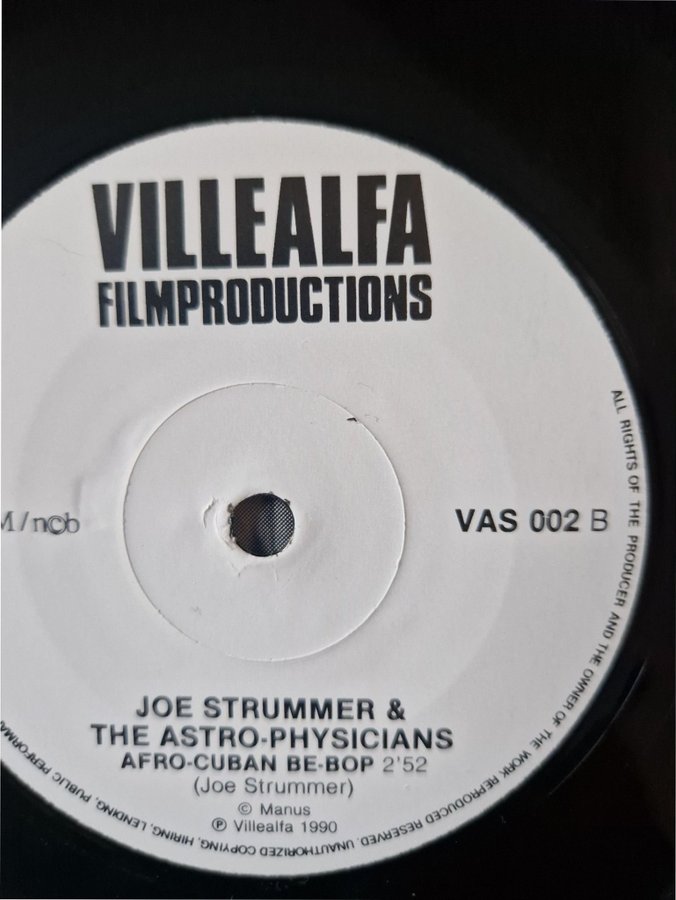 VILLEALFA
FILMPRODUCTIONS
/ n©b
VAS 002 B
JOE STRUMMER &
THE ASTRO-PHYSICIANS
AFRO-CUBAN BE-BOP 2'52
(Joe Strummer)
© Manus
℗ Villealfa 1990
ALL RIGHTS OF THE PRODUCER AND THE OWNER OF THE WORK REPRODUCED RESERVED. UNAUTHORIZED COPYING, HIRING, LENDING, PUBLIC